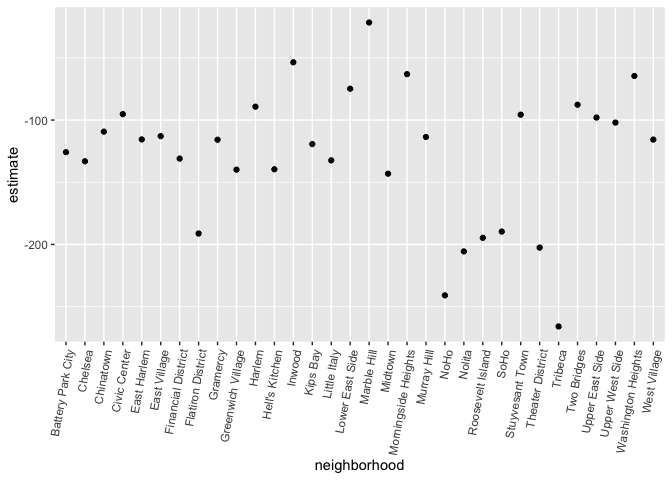 estimate
-100
-200
Battery Park City
Chelsea
Chinatown
Civic Center
East Harlem
East Village
Financial District
Flatiron District
Gramercy
Greenwich Village
Harlem
Hell's Kitchen
Inwood
Kips Bay
Little Italy
Lower East Side
Marble Hill
Midtown
Morningside Heights
Murray Hill
NoHo
Nolita
Roosevelt Island
SoHo
Stuyvesant Town
Theater District
Tribeca
Two Bridges
Upper East Side
Upper West Side
Washington Heights
West Village
neighborhood